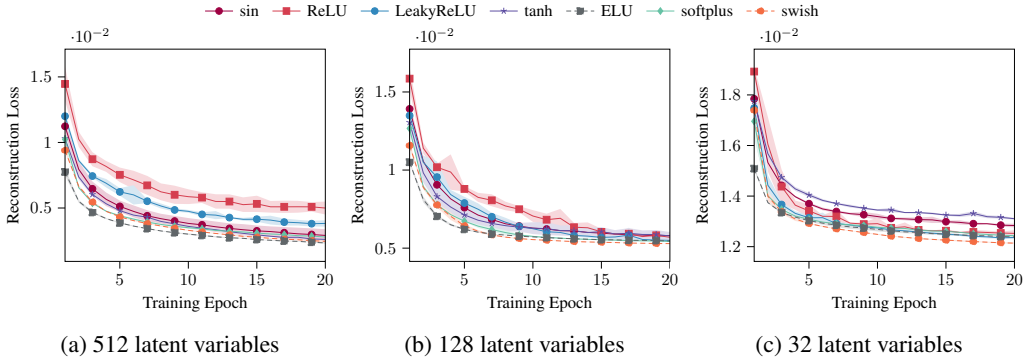 sin ReLU LeakyReLU tanh ELU softplus swish
·10⁻²
1.5
1
0.5
5 10 15 20
Reconstruction Loss
Training Epoch
(a) 512 latent variables
·10⁻²
1.5
1
0.5
5 10 15 20
Reconstruction Loss
Training Epoch
(b) 128 latent variables
·10⁻²
1.8
1.6
1.4
1.2
5 10 15 20
Reconstruction Loss
Training Epoch
(c) 32 latent variables